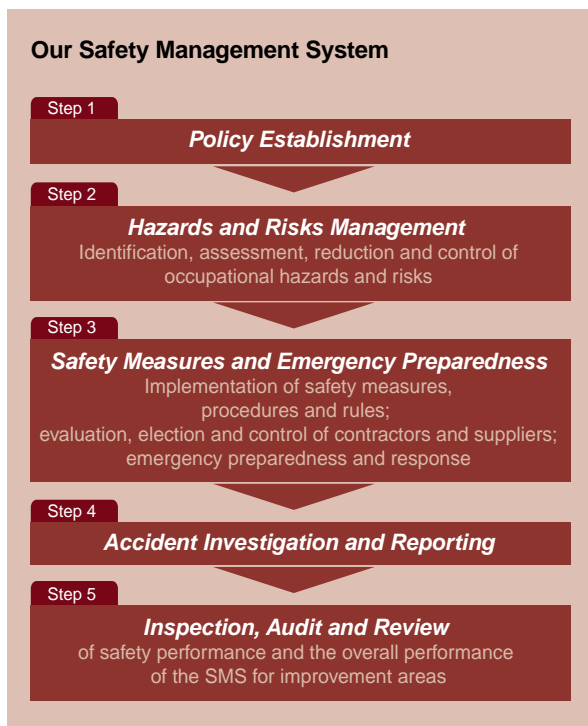 Our Safety Management System
Step 1
Policy Establishment
Step 2
Hazards and Risks Management
Identification, assessment, reduction and control of
occupational hazards and risks
Step 3
Safety Measures and Emergency Preparedness
Implementation of safety measures,
procedures and rules;
evaluation, election and control of contractors and suppliers;
emergency preparedness and response
Step 4
Accident Investigation and Reporting
Step 5
Inspection, Audit and Review
of safety performance and the overall performance
of the SMS for improvement areas